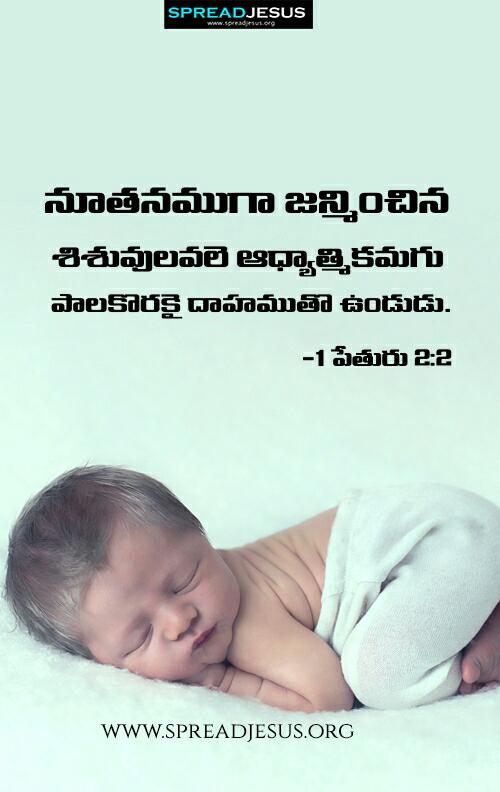 SPREADJESUS
www.spreadjesus.org
నూతనముగా జన్మించిన
శిశువులవలె ఆధ్యాత్మికమగు
పాలకొరకై దాహముతొ ఉండుడు.
-1 పేతురు 2:2
WWW.SPREADJESUS.ORG